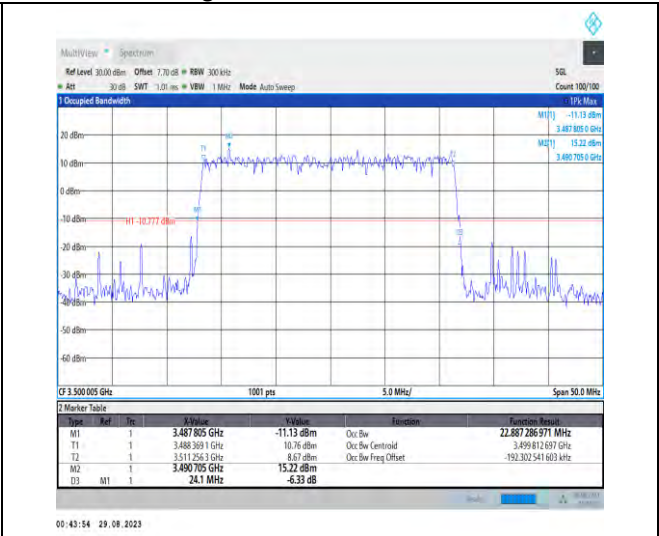 MultiView Spectrum
Ref Level 30.00 dBm Offset 7.70 dB RBW 300 kHz SGL
Att 30 dB SWT 1.01 ms VBW 1 MHz Mode Auto Sweep Count 100/100
1 Occupied Bandwidth 1Pk Max
M1(1) -11.13 dBm
3.487 805 0 GHz
M2(1) 15.22 dBm
3.490 705 0 GHz
20 dBm
10 dBm
0 dBm
-10 dBm
H1 -10.777 dBm
-20 dBm
-30 dBm
-40 dBm
-50 dBm
-60 dBm
T1
M2
T2
M1
D3
CF 3.500 005 GHz 1001 pts 5.0 MHz/ Span 50.0 MHz
2 Marker Table
Type Ref Trc X-Value Y-Value Function Function Result
M1 1 3.487 805 GHz -11.13 dBm Occ Bw 22.887 286 971 MHz
T1 1 3.488 369 1 GHz 10.76 dBm Occ Bw Centroid 3.499 812 697 GHz
T2 1 3.511 256 3 GHz 8.67 dBm Occ Bw Freq Offset -192.302 541 603 kHz
M2 1 3.490 705 GHz 15.22 dBm
D3 M1 1 24.1 MHz -6.33 dB
00:43:54 29.08.2023